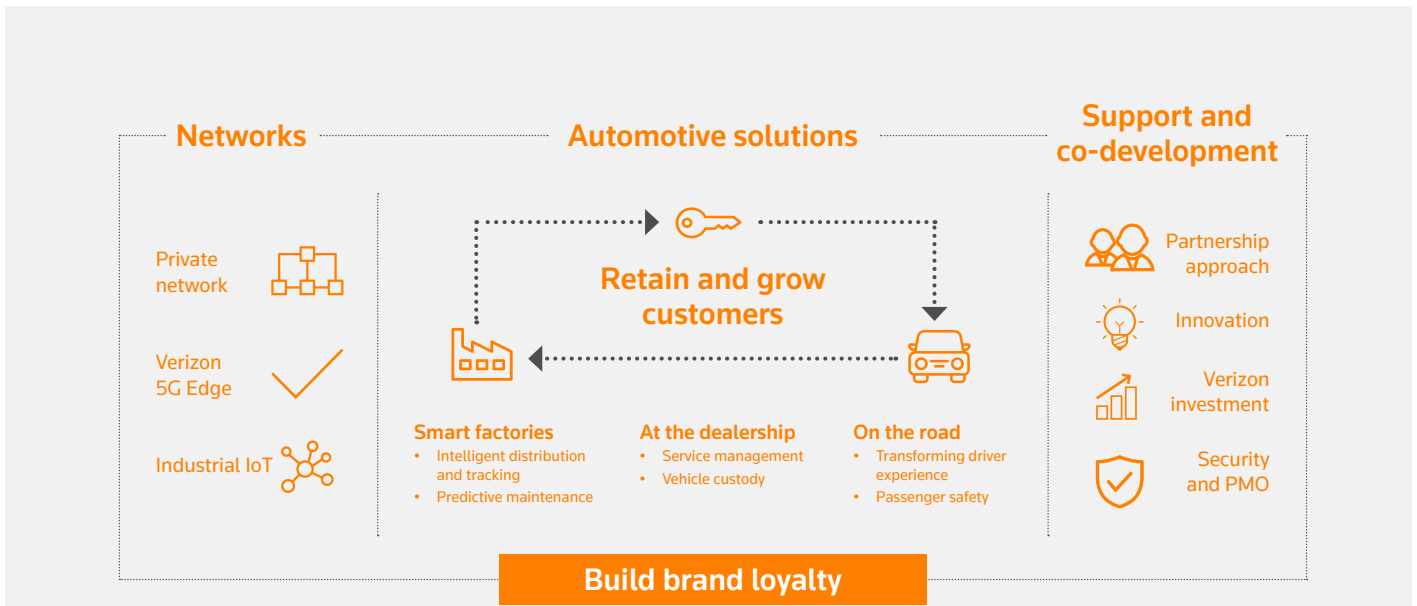 Networks
Automotive solutions
Support and
co-development
Private
network
Verizon
5G Edge
Industrial IoT
Retain and grow
customers
Smart factories
• Intelligent distribution
and tracking
• Predictive maintenance
At the dealership
• Service management
• Vehicle custody
On the road
• Transforming driver
experience
• Passenger safety
Partnership
approach
Innovation
Verizon
investment
Security
and PMO
Build brand loyalty